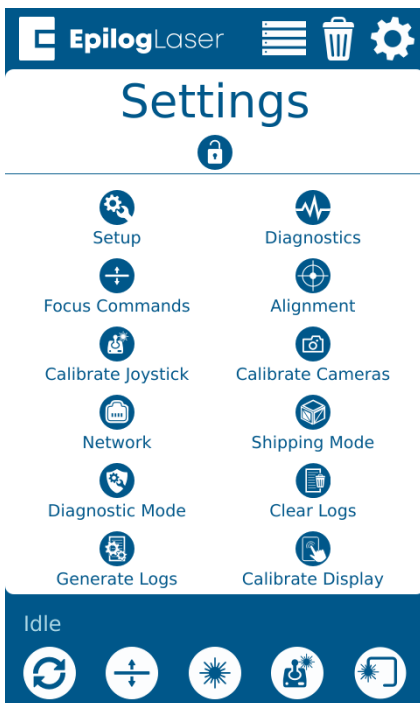 EpilogLaser
Settings
Setup Diagnostics
Focus Commands Alignment
Calibrate Joystick Calibrate Cameras
Network Shipping Mode
Diagnostic Mode Clear Logs
Generate Logs Calibrate Display
Idle